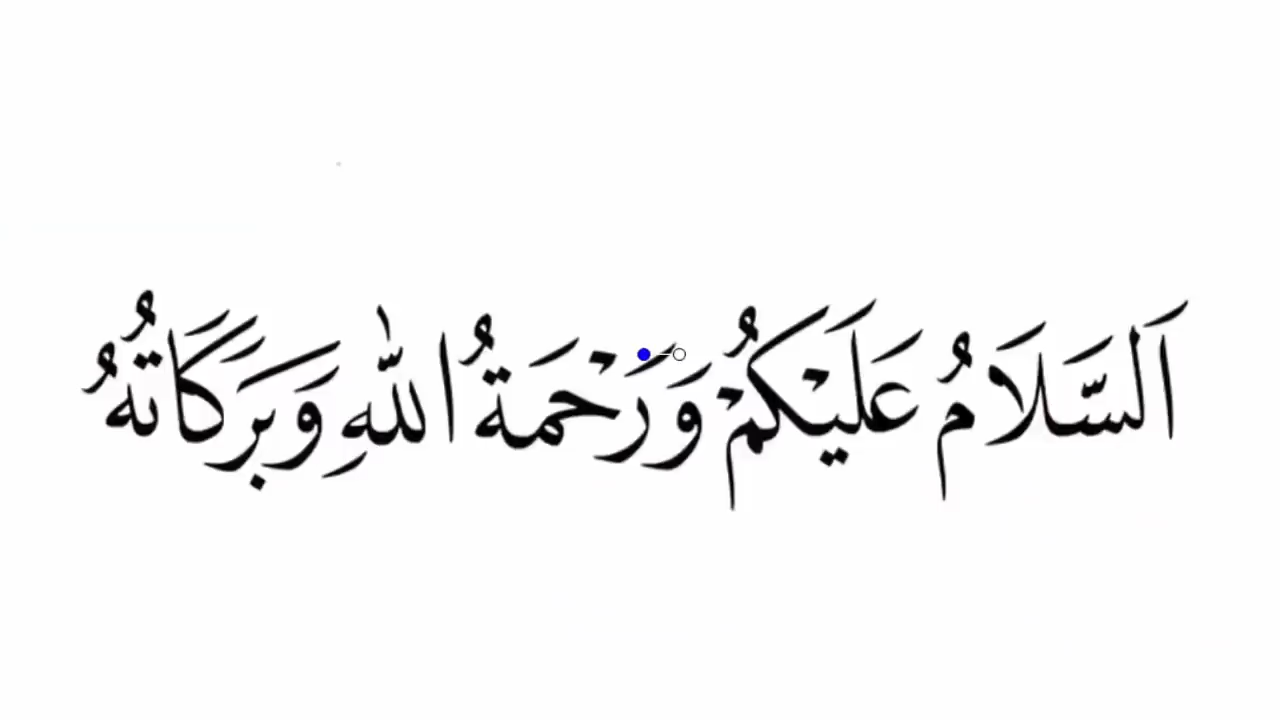 اَلسَّلَامُ عَلَيْكُمْ وَرَحْمَةُ اللّٰهِ وَبَرَكَاتُهُ